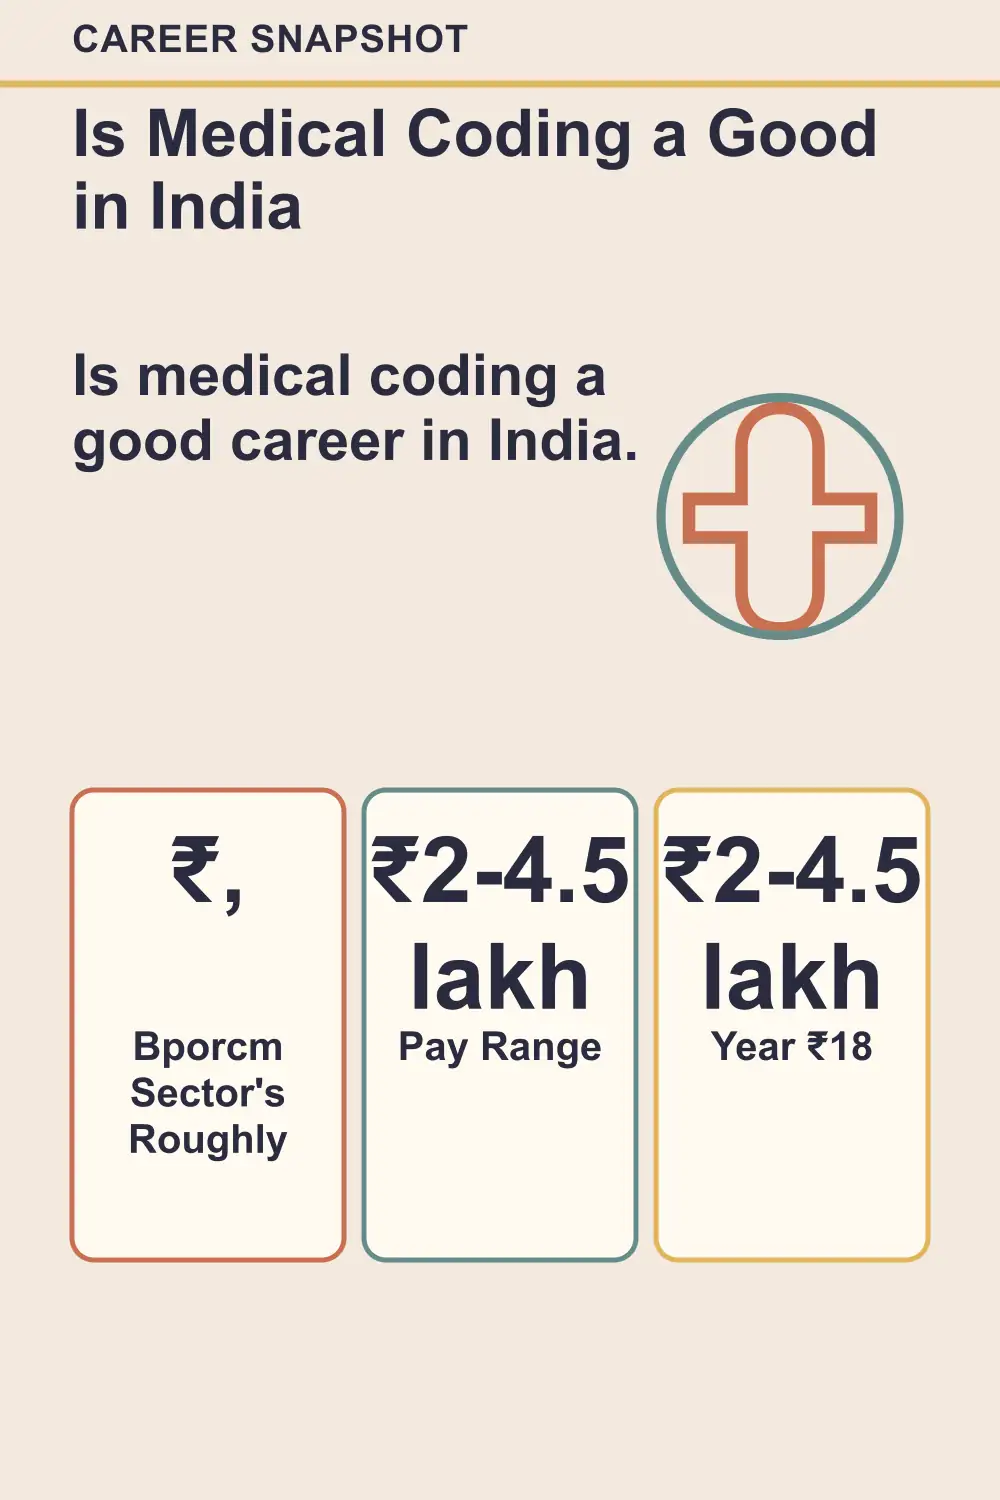 CAREER SNAPSHOT
Is Medical Coding a Good
in India
Is medical coding a
good career in India.
₹,
Bporcm
Sector's
Roughly
₹2-4.5
lakh
Pay Range
₹2-4.5
lakh
Year ₹18